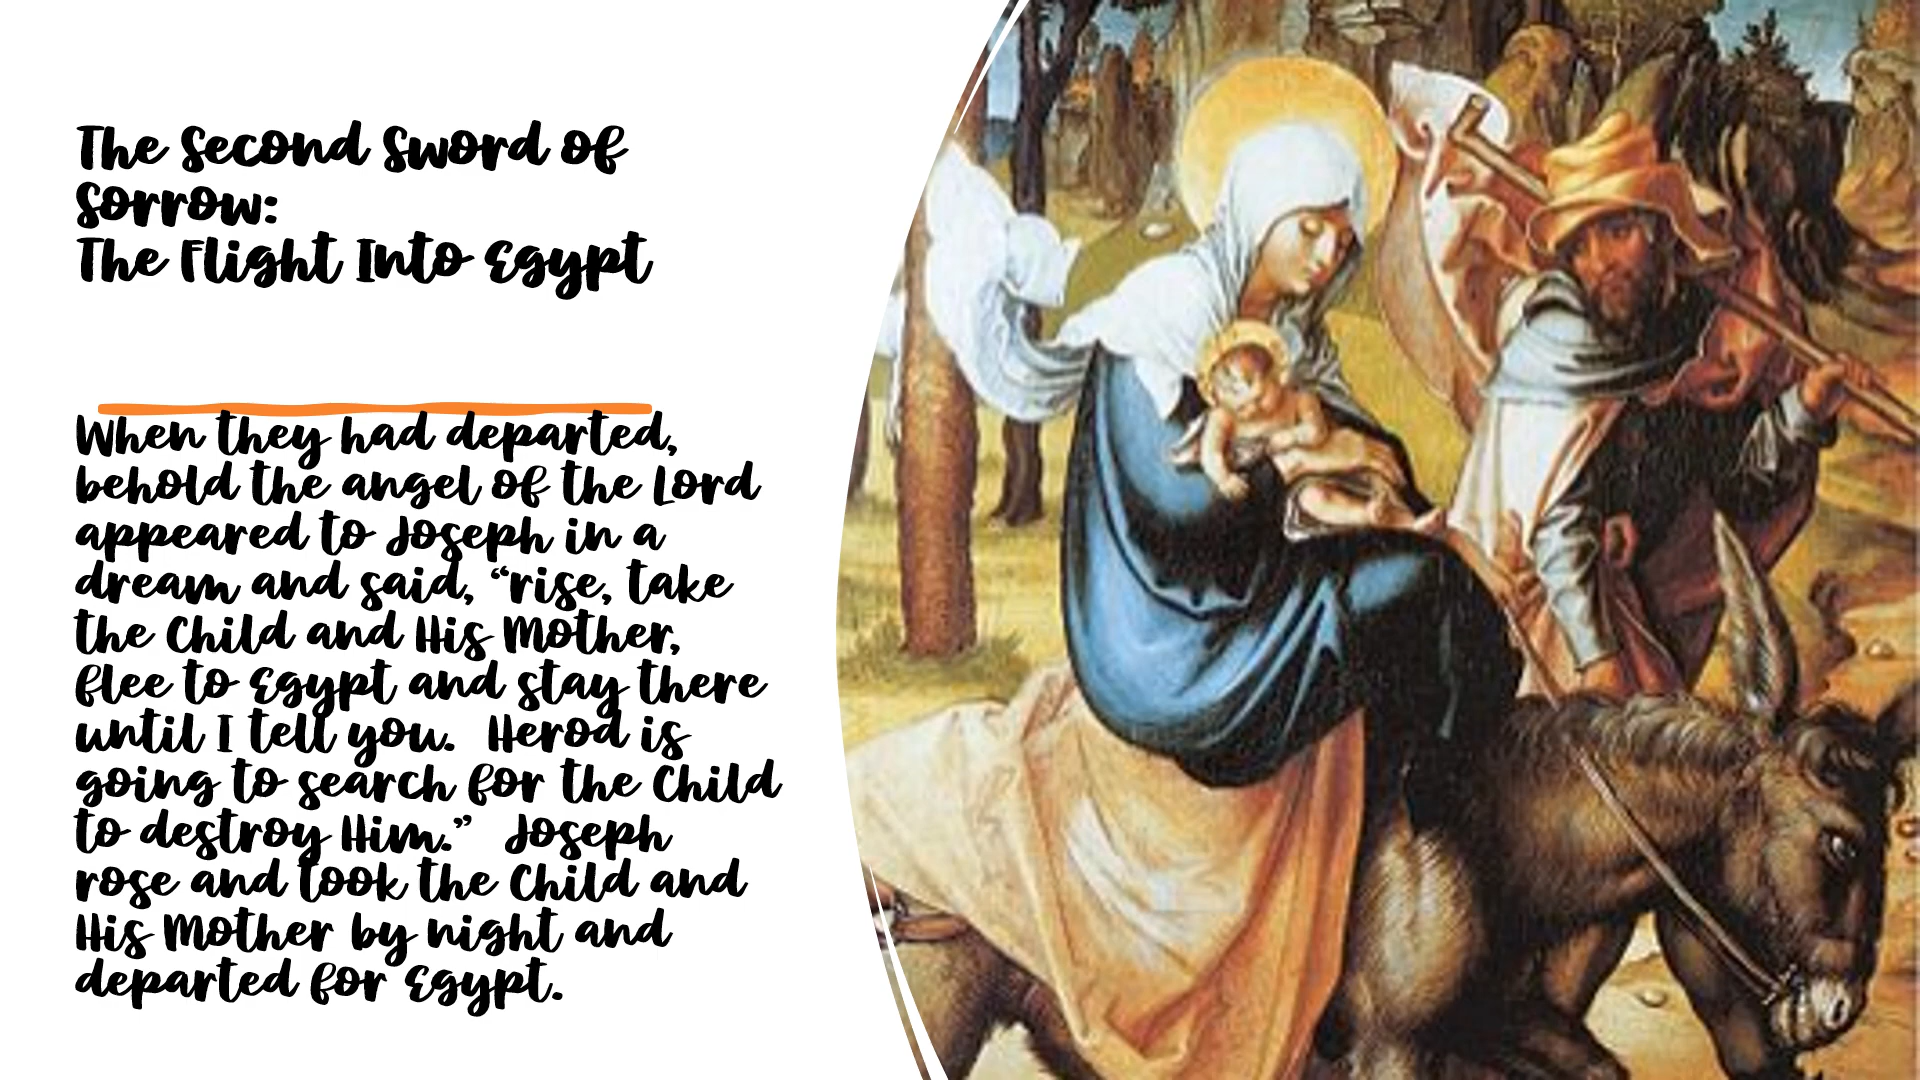 The Second Sword of
Sorrow:
The Flight Into Egypt
When they had departed,
behold the angel of the Lord
appeared to Joseph in a
dream and said, “rise, take
the Child and His Mother,
flee to Egypt and stay there
until I tell you.  Herod is
going to search for the Child
to destroy Him.”  Joseph
rose and took the Child and
His Mother by night and
departed for Egypt.